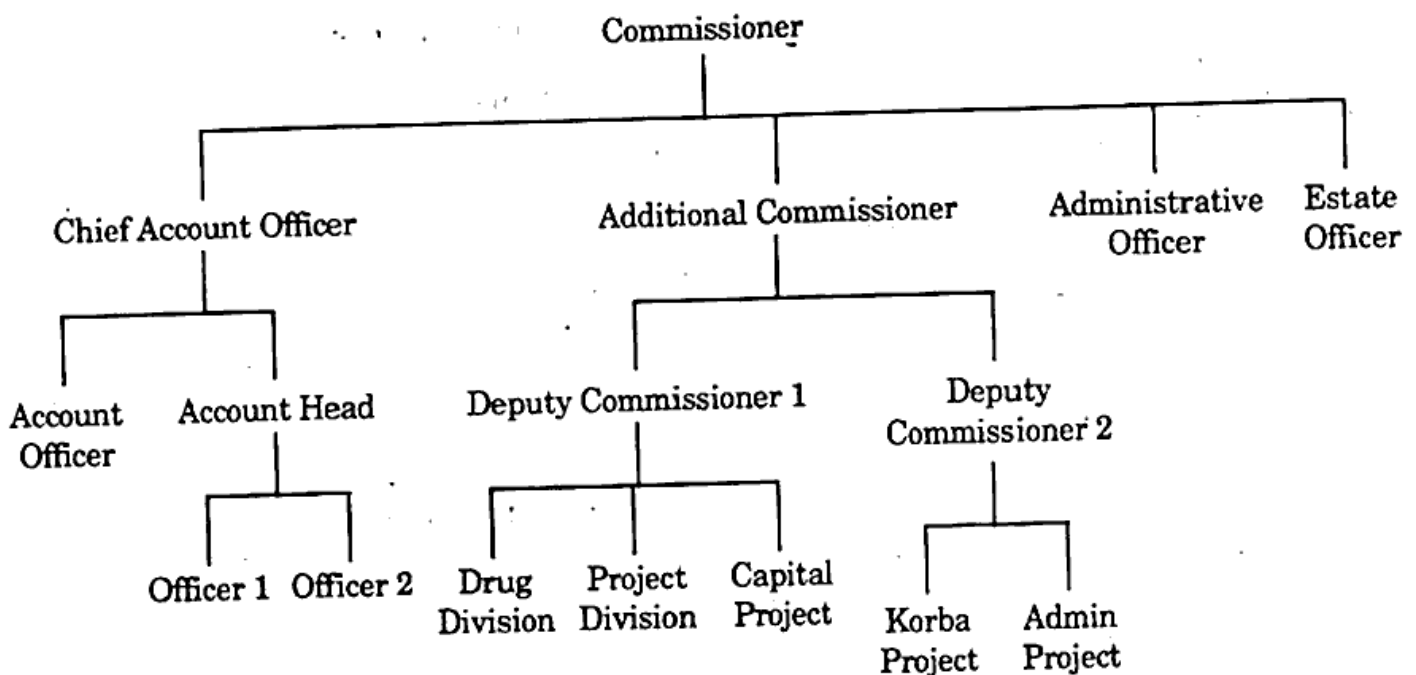 Commissioner
Chief Account Officer
Additional Commissioner
Administrative
Officer
Estate
Officer
Account
Officer
Account Head
Deputy Commissioner 1
Deputy
Commissioner 2
Officer 1
Officer 2
Drug
Division
Project
Division
Capital
Project
Korba
Project
Admin
Project